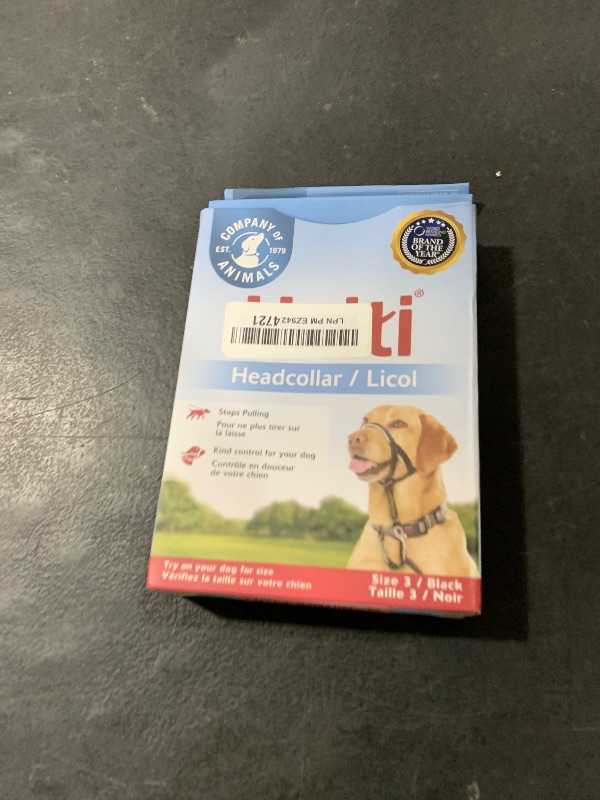 COMPANY OF
EST. 1979
ANIMALS
BRAND
OF THE
YEAR
ti®
LPN PM EZ9424721
Headcollar / Licol
Stops Pulling
Pour ne plus tirer sur
la laisse
Kind control for your dog
Contrôle en douceur
de votre chien
Try on your dog for size
Vérifiez la taille sur votre chien
Size 3 / Black
Taille 3 / Noir